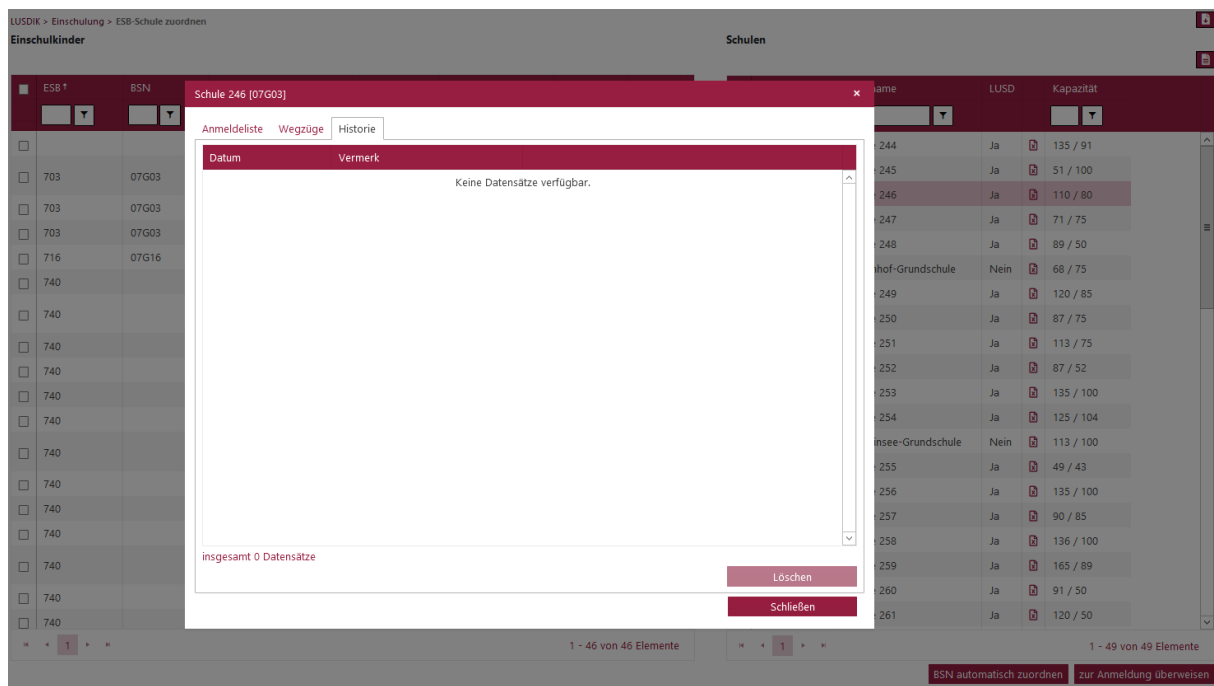 LUSDIK > Einschulung > ESB-Schule zuordnen
Einschulkinder
Schulen
ESB ↑ BSN
ame LUSD Kapazität
Schule 246 [07G03] ×
Anmeldeliste Wegzüge Historie
Datum Vermerk
Keine Datensätze verfügbar.
244 Ja 135 / 91
703 07G03
245 Ja 51 / 100
703 07G03
246 Ja 110 / 80
703 07G03
247 Ja 71 / 75
716 07G16
248 Ja 89 / 50
740
nhof-Grundschule Nein 68 / 75
249 Ja 120 / 85
740
250 Ja 87 / 75
740
251 Ja 113 / 75
740
252 Ja 87 / 52
740
253 Ja 135 / 100
740
254 Ja 125 / 104
740
insee-Grundschule Nein 113 / 100
255 Ja 49 / 43
740
256 Ja 135 / 100
740
257 Ja 90 / 85
740
258 Ja 136 / 100
insgesamt 0 Datensätze
740
259 Ja 165 / 89
Löschen
740
260 Ja 91 / 50
Schließen
740
261 Ja 120 / 50
1 1 - 46 von 46 Elemente
1 1 - 49 von 49 Elemente
BSN automatisch zuordnen zur Anmeldung überweisen